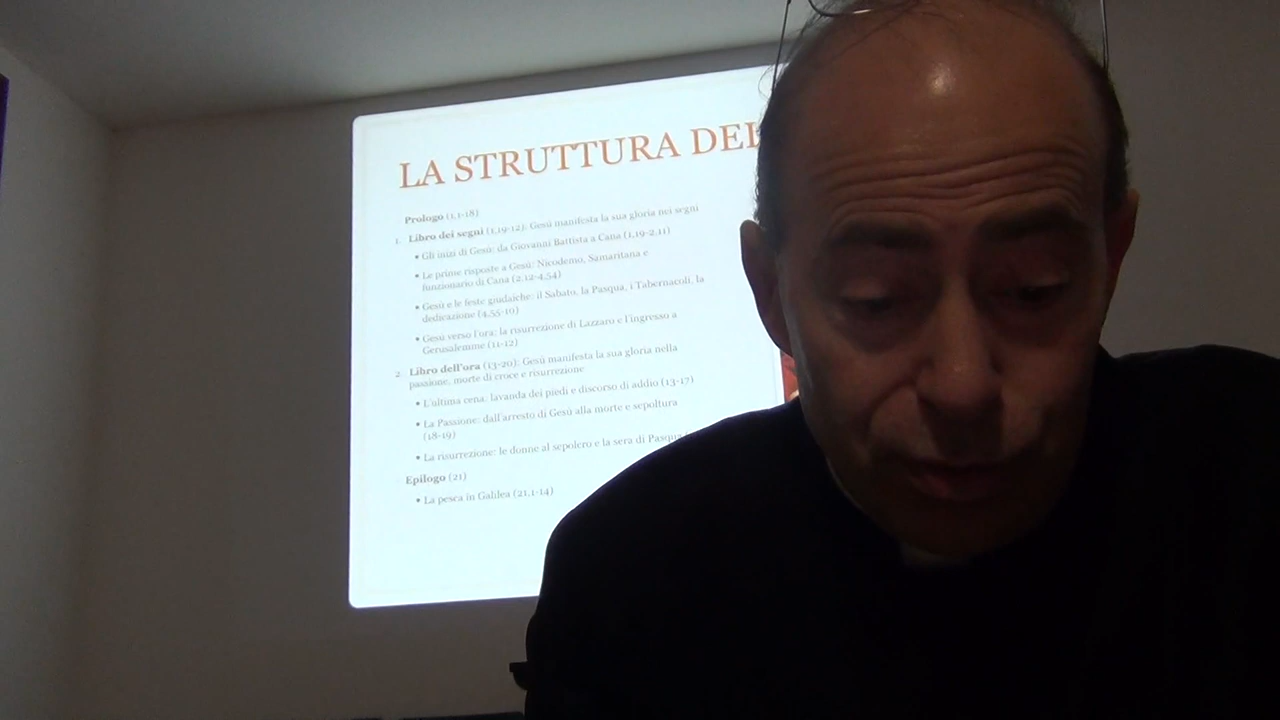 LA STRUTTURA DEL
Prologo (1,1-18)
1. Libro dei segni (1,19-12): Gesù manifesta la sua gloria nei segni
• Gli inizi di Gesù: da Giovanni Battista a Cana (1,19-2,11)
• Le prime risposte a Gesù: Nicodemo, Samaritana e
funzionario di Cana (2,12-4,54)
• Gesù e le feste giudaiche: il Sabato, la Pasqua, i Tabernacoli, la
dedicazione (4,55-10)
• Gesù verso l'ora: la risurrezione di Lazzaro e l'ingresso a
Gerusalemme (11-12)
2. Libro dell'ora (13-20): Gesù manifesta la sua gloria nella
passione, morte di croce e risurrezione
• L'ultima cena: lavanda dei piedi e discorso di addio (13-17)
• La Passione: dall'arresto di Gesù alla morte e sepoltura
(18-19)
• La risurrezione: le donne al sepolcro e la sera di Pasqua
Epilogo (21)
• La pesca in Galilea (21,1-14)